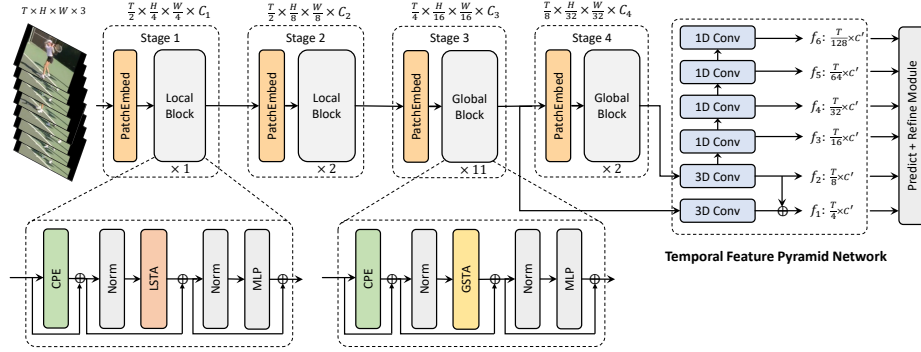 T × H × W × 3
T/2 × H/4 × W/4 × C₁
T/2 × H/8 × W/8 × C₂
T/4 × H/16 × W/16 × C₃
T/8 × H/32 × W/32 × C₄
Stage 1
Stage 2
Stage 3
Stage 4
PatchEmbed
Local Block
× 1
PatchEmbed
Local Block
× 2
PatchEmbed
Global Block
× 11
PatchEmbed
Global Block
× 2
1D Conv
f₆: T/128 ×C'
1D Conv
f₅: T/64 ×C'
1D Conv
f₄: T/32 ×C'
1D Conv
f₃: T/16 ×C'
3D Conv
f₂: T/8 ×C'
3D Conv
f₁: T/4 ×C'
Predict + Refine Module
Temporal Feature Pyramid Network
CPE
Norm
LSTA
Norm
MLP
CPE
Norm
GSTA
Norm
MLP